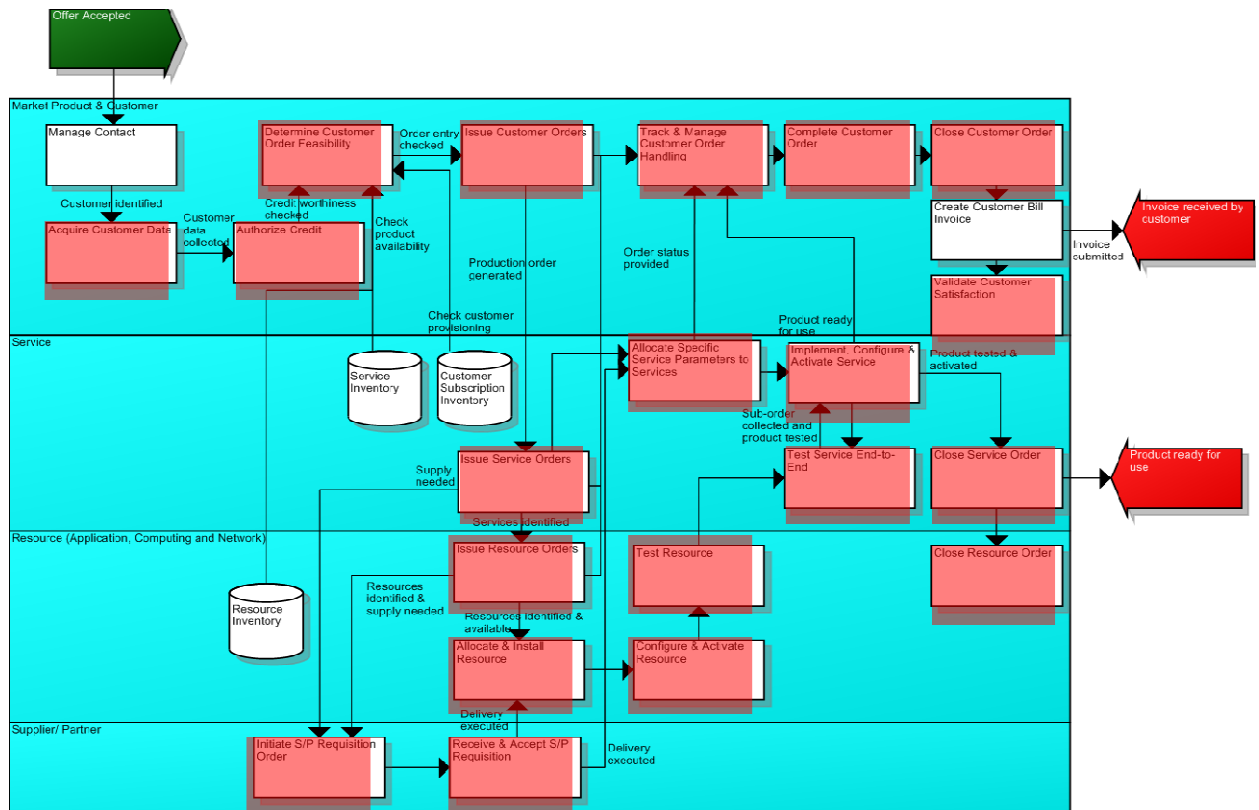 Offer Accepted
Market Product & Customer
Manage Contact
Determine Customer
Order Feasibility
Order entry
checked
Issue Customer Orders
Track & Manage
Customer Order
Handling
Complete Customer
Order
Close Customer Order
Customer identified
Credit worthiness
checked
Acquire Customer Data
Customer
data
collected
Authorize Credit
Check
product
availability
Production order
generated
Order status
provided
Create Customer Bill
Invoice
Invoice received by
customer
Invoice
submitted
Validate Customer
Satisfaction
Check customer
provisioning
Product ready
for use
Service
Service
Inventory
Customer
Subscription
Inventory
Allocate Specific
Service Parameters to
Services
Implement, Configure &
Activate Service
Product tested &
activated
Sub-order
collected and
product tested
Supply
needed
Issue Service Orders
Test Service End-to-
End
Close Service Order
Product ready for
use
Services identified
Resource (Application, Computing and Network)
Issue Resource Orders
Test Resource
Close Resource Order
Resource
Inventory
Resources
identified &
supply needed
Resources identified &
available
Allocate & Install
Resource
Configure & Activate
Resource
Delivery
executed
Supplier/ Partner
Initiate S/P Requisition
Order
Receive & Accept S/P
Requisition
Delivery
executed